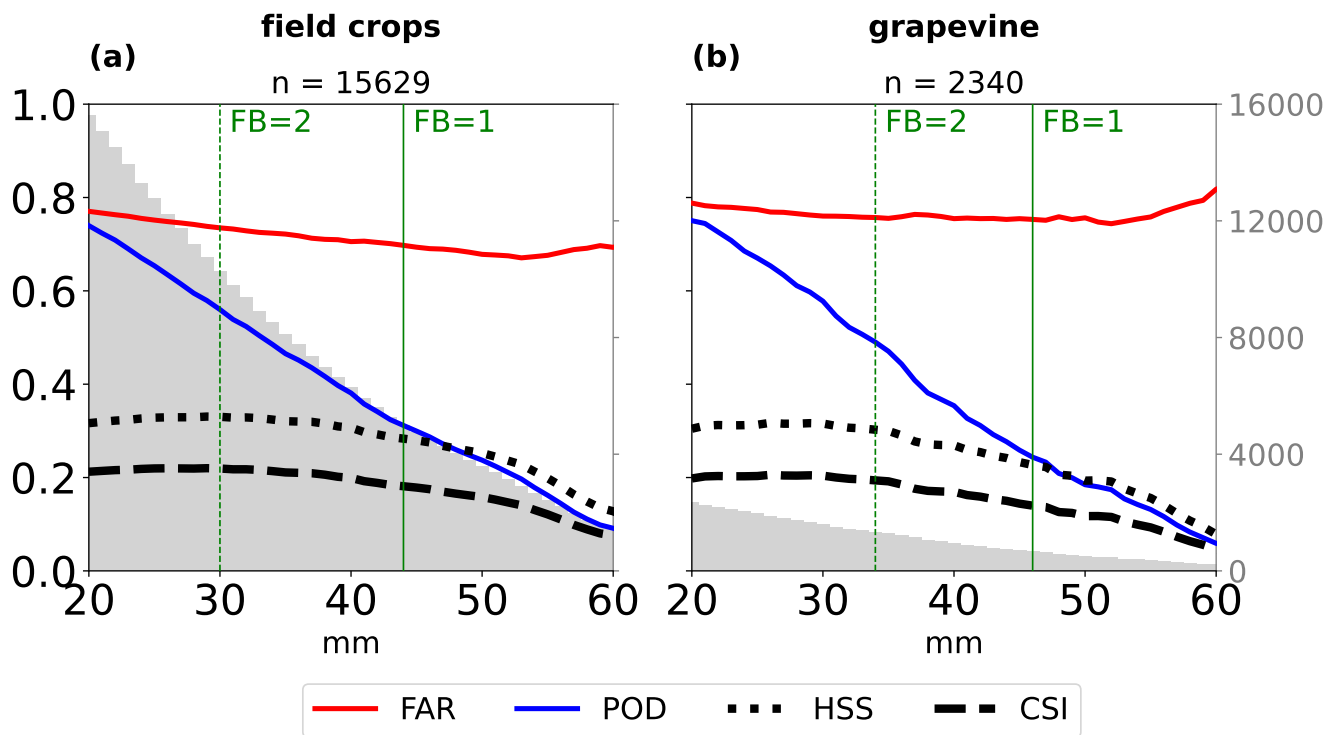 field crops
grapevine
(a)
(b)
n = 15629
n = 2340
FB=2
FB=1
FB=2
FB=1
1.0
0.8
0.6
0.4
0.2
0.0
16000
12000
8000
4000
0
20 30 40 50 60
20 30 40 50 60
mm
mm
FAR POD HSS CSI